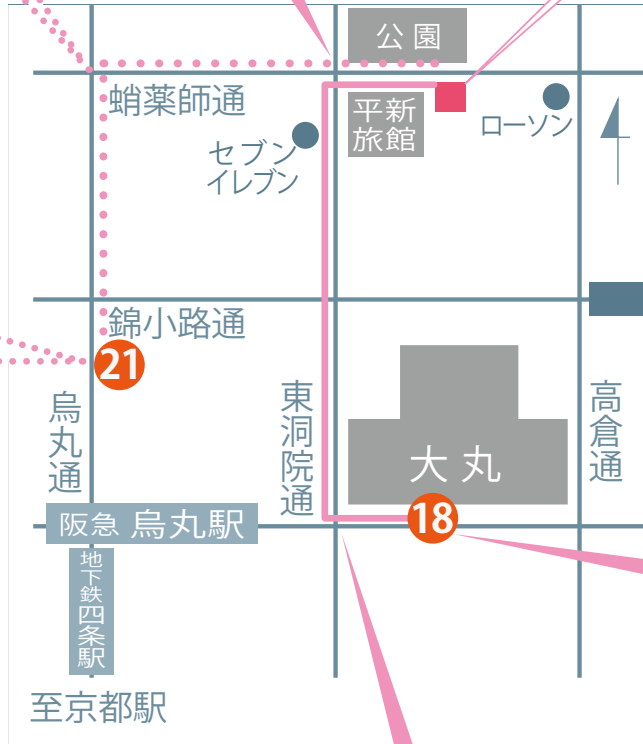 公園
蛸薬師通
平新
旅館
ローソン
セブン
イレブン
錦小路通
21
烏丸通
東洞院通
高倉通
大丸
18
阪急 烏丸駅
地下鉄四条駅
至京都駅